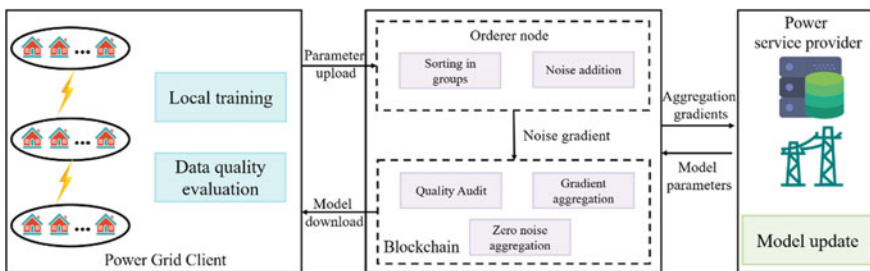 ...
...
...
Local training
Data quality
evaluation
Power Grid Client
Parameter
upload
Model
download
Orderer node
Sorting in
groups
Noise addition
Noise gradient
Quality Audit
Gradient
aggregation
Zero noise
aggregation
Blockchain
Aggregation
gradients
Model
parameters
Power
service provider
Model update